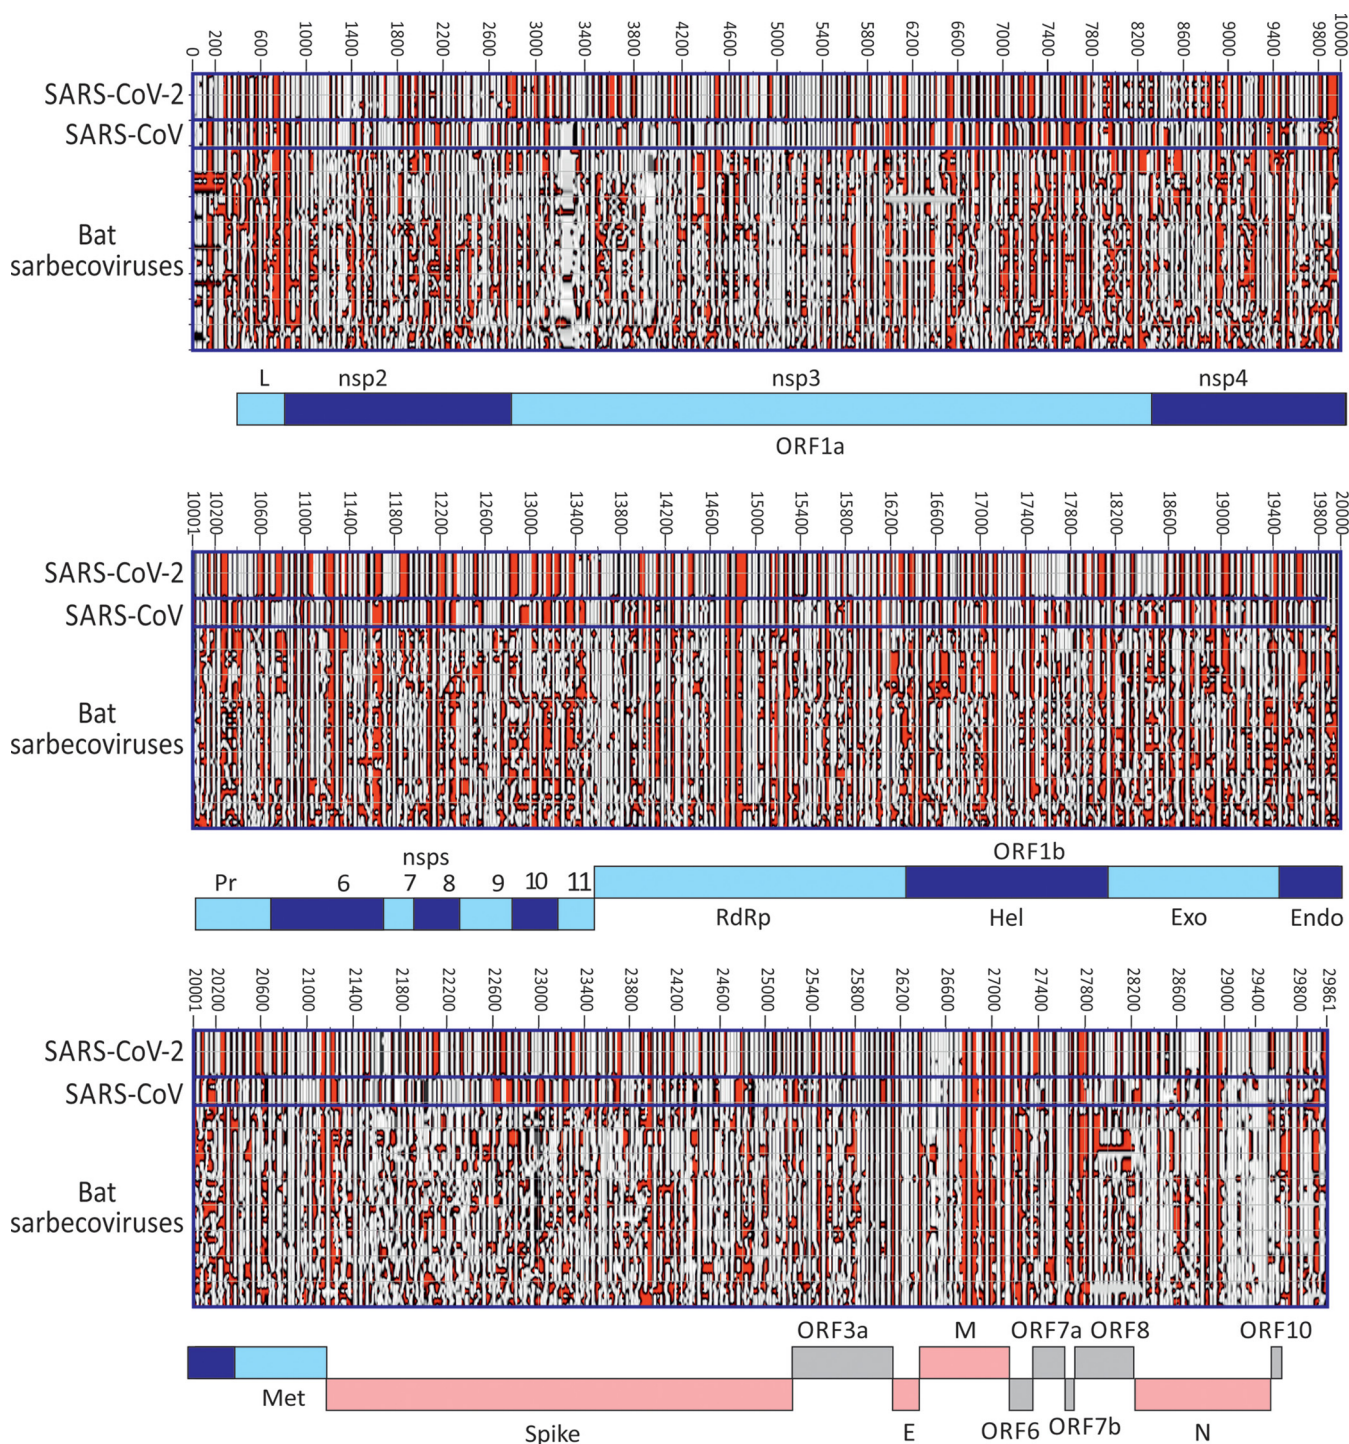 0 200 600 1000 1400 1800 2200 2600 3000 3400 3800 4200 4600 5000 5400 5800 6200 6600 7000 7400 7800 8200 8600 9000 9400 9800 10000
SARS-CoV-2
SARS-CoV
Bat
sarbecoviruses
L nsp2 nsp3 nsp4
ORF1a
10001 10200 10600 11000 11400 11800 12200 12600 13000 13400 13800 14200 14600 15000 15400 15800 16200 16600 17000 17400 17800 18200 18600 19000 19400 19800 20000
SARS-CoV-2
SARS-CoV
Bat
sarbecoviruses
nsps ORF1b
Pr 6 7 8 9 10 11
RdRp Hel Exo Endo
20001 20200 20600 21000 21400 21800 22200 22600 23000 23400 23800 24200 24600 25000 25400 25800 26200 26600 27000 27400 27800 28200 28600 29000 29400 29800 29861
SARS-CoV-2
SARS-CoV
Bat
sarbecoviruses
ORF3a M ORF7a ORF8 ORF10
Met Spike E ORF6 ORF7b N